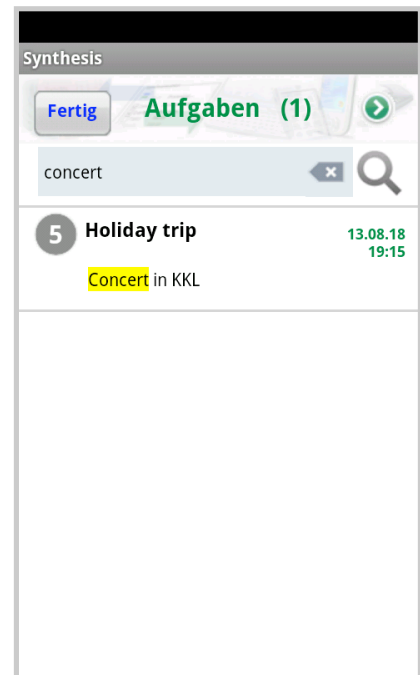 Synthesis
Fertig Aufgaben (1)
concert
5 Holiday trip 13.08.18
19:15
Concert in KKL